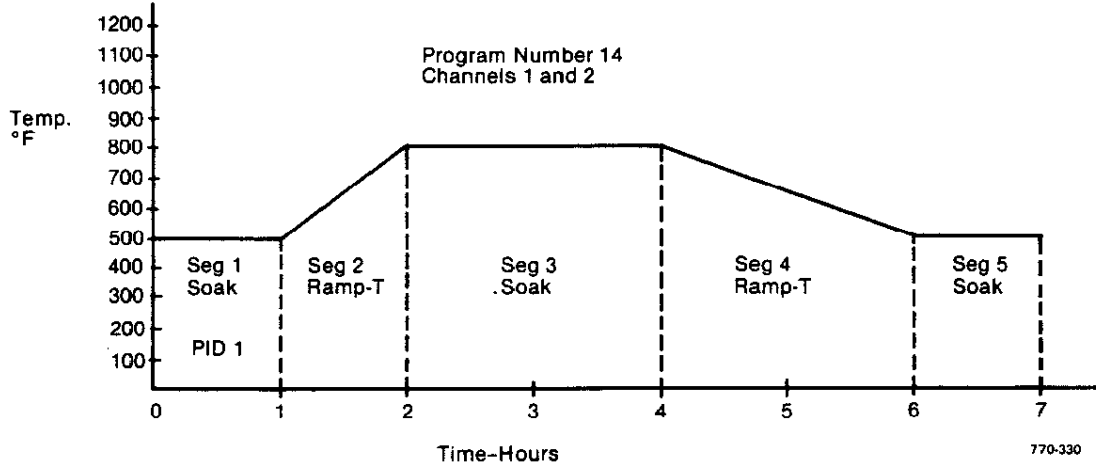 1200
1100
Program Number 14
Channels 1 and 2
1000
Temp.
°F
900
800
700
600
500
400
300
200
100
Seg 1
Soak
PID 1
Seg 2
Ramp-T
Seg 3
.Soak
Seg 4
Ramp-T
Seg 5
Soak
0 1 2 3 4 5 6 7
Time-Hours
770-330